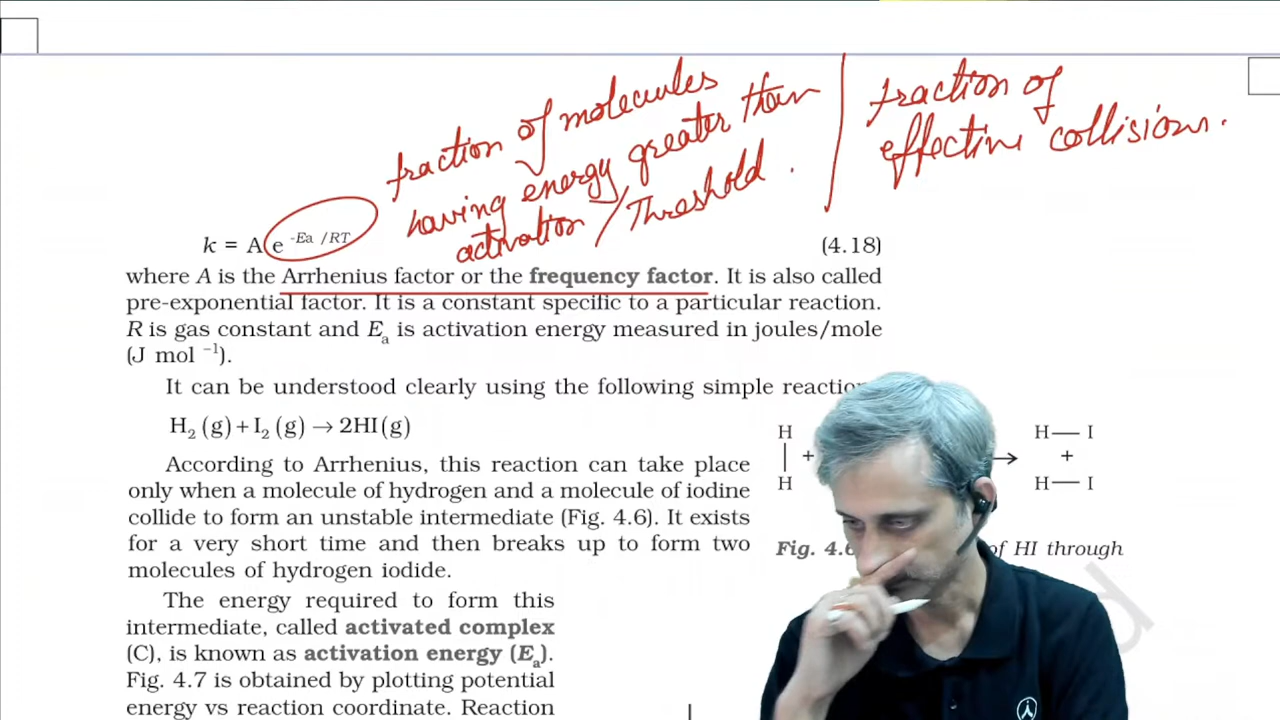 fraction of molecules
having energy greater than
activation / Threshold.
fraction of
effective collisions.
k = A e -Ea /RT (4.18)
where A is the Arrhenius factor or the frequency factor. It is also called
pre-exponential factor. It is a constant specific to a particular reaction.
R is gas constant and Ea is activation energy measured in joules/mole
(J mol –1).
It can be understood clearly using the following simple reaction
H2 (g) + I2 (g) → 2HI(g)
According to Arrhenius, this reaction can take place
only when a molecule of hydrogen and a molecule of iodine
collide to form an unstable intermediate (Fig. 4.6). It exists
for a very short time and then breaks up to form two
molecules of hydrogen iodide.
H H — I
| + → +
H H — I
Fig. 4.6 of HI through
The energy required to form this
intermediate, called activated complex
(C), is known as activation energy (Ea).
Fig. 4.7 is obtained by plotting potential
energy vs reaction coordinate. Reaction
d